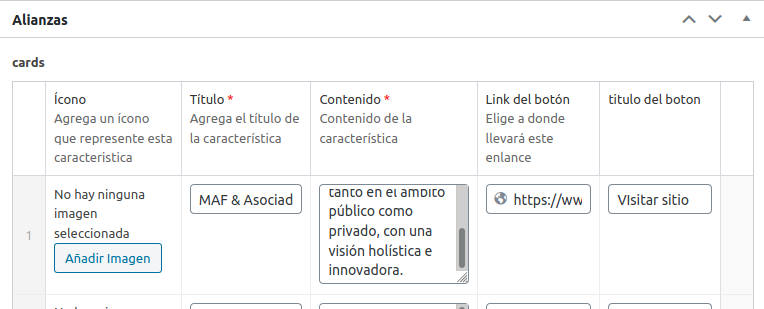 Alianzas
cards
Ícono
Agrega un ícono
que represente esta
caracteristica
Título *
Agrega el título de
la característica
Contenido *
Contenido de la
característica
Link del botón
Elige a donde
llevará este
enlance
titulo del boton
1
No hay ninguna
imagen
seleccionada
Añadir Imagen
MAF & Asociad
tanto en el ámbito
público como
privado, con una
visión holística e
innovadora.
https://ww
VIsitar sitio